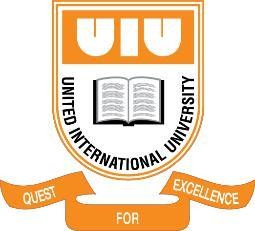 UIU
UNITED INTERNATIONAL UNIVERSITY
QUEST
FOR
EXCELLENCE